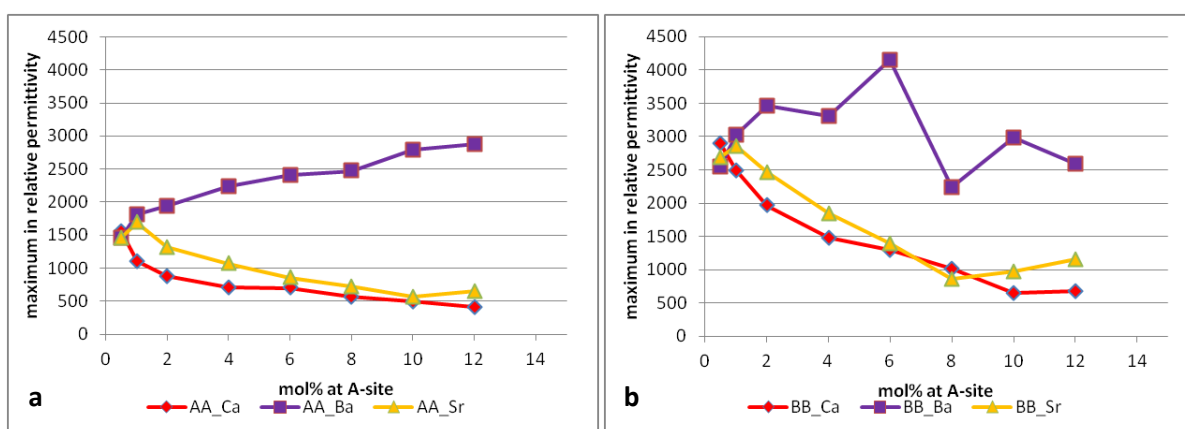 maximum in relative permittivity
4500
4000
3500
3000
2500
2000
1500
1000
500
0
0 2 4 6 8 10 12 14
mol% at A-site
a
AA_Ca AA_Ba AA_Sr
maximum in relative permittivity
4500
4000
3500
3000
2500
2000
1500
1000
500
0
0 2 4 6 8 10 12 14
mol% at A-site
b
BB_Ca BB_Ba BB_Sr